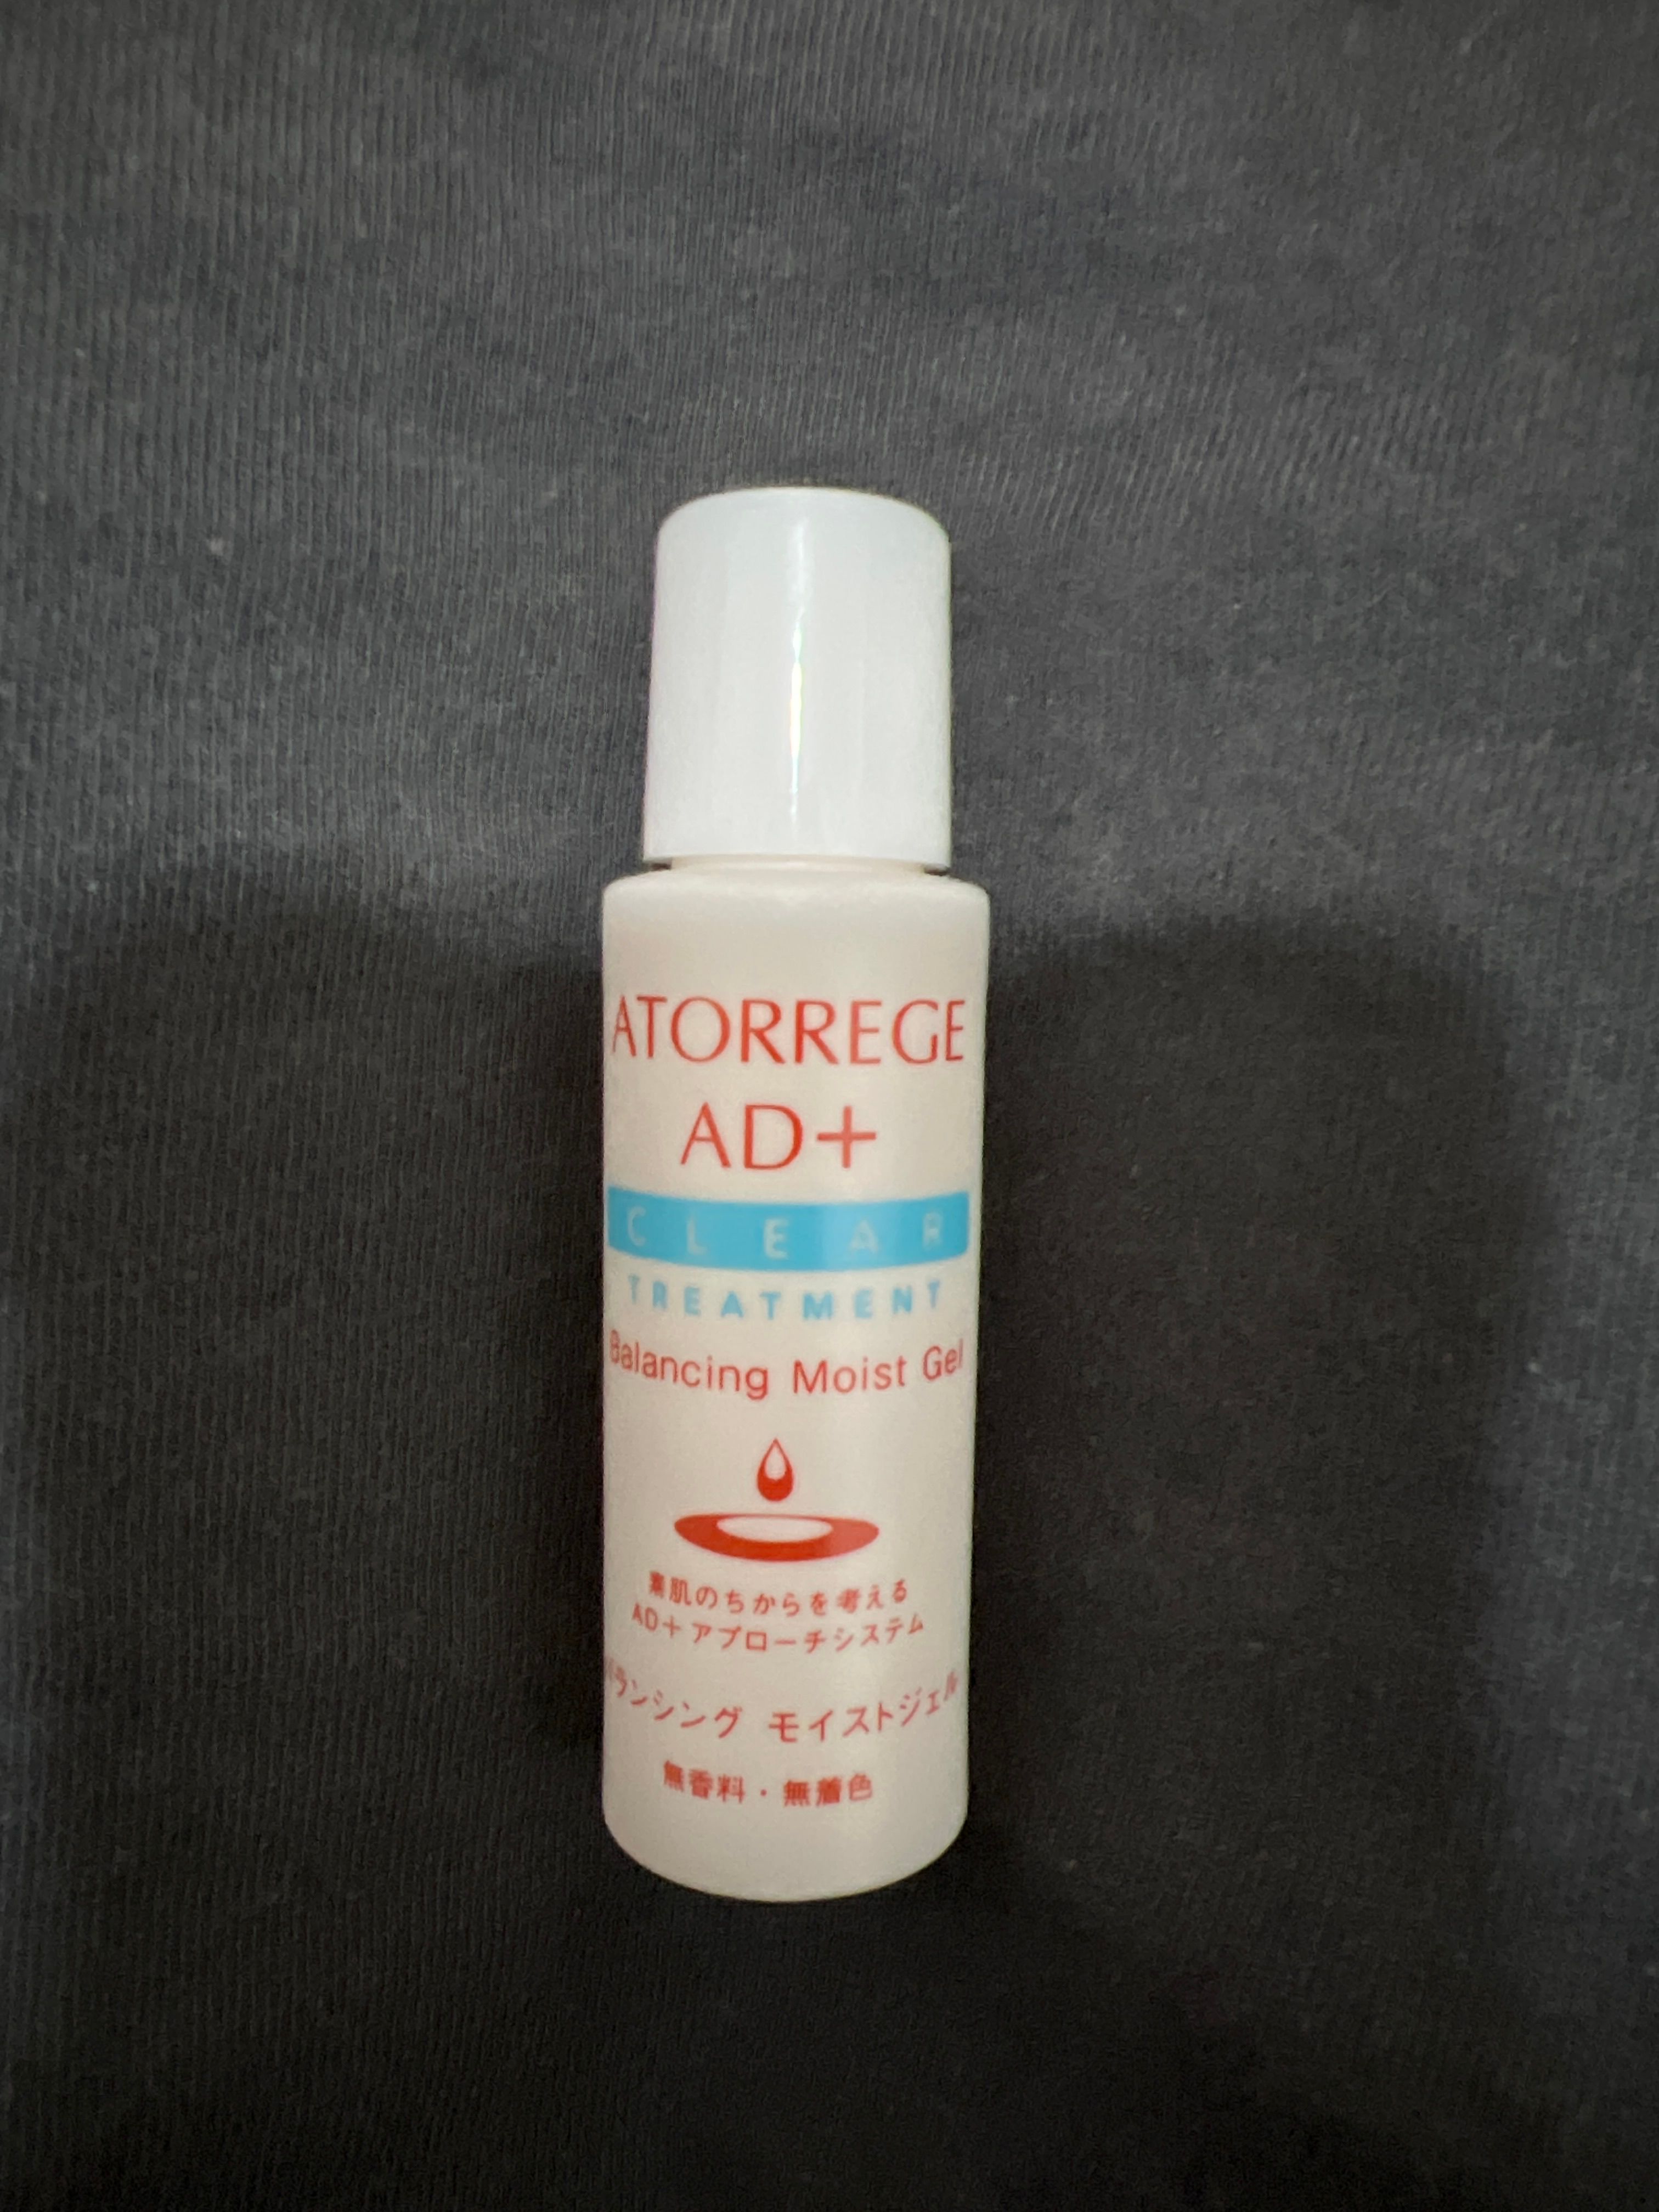 ATORREGE
AD+
CLEAR
TREATMENT
Balancing Moist Gel
素肌のちからを考える
AD+アプローチシステム
バランシング モイストジェル
無香料・無着色